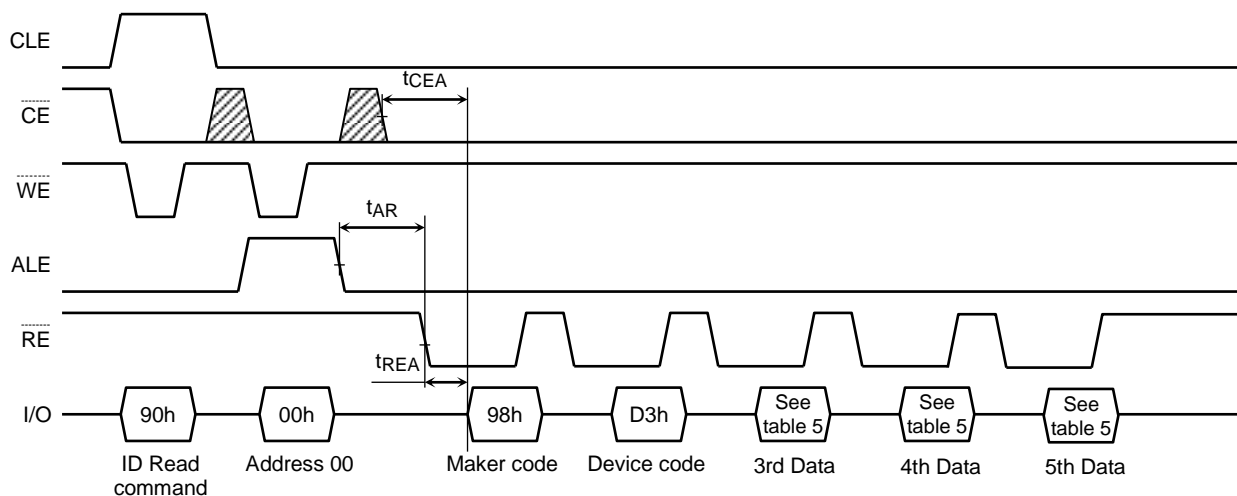 CLE
tCEA
CE
WE
tAR
ALE
RE
tREA
I/O
90h
00h
98h
D3h
See
table 5
See
table 5
See
table 5
ID Read
command
Address 00
Maker code
Device code
3rd Data
4th Data
5th Data